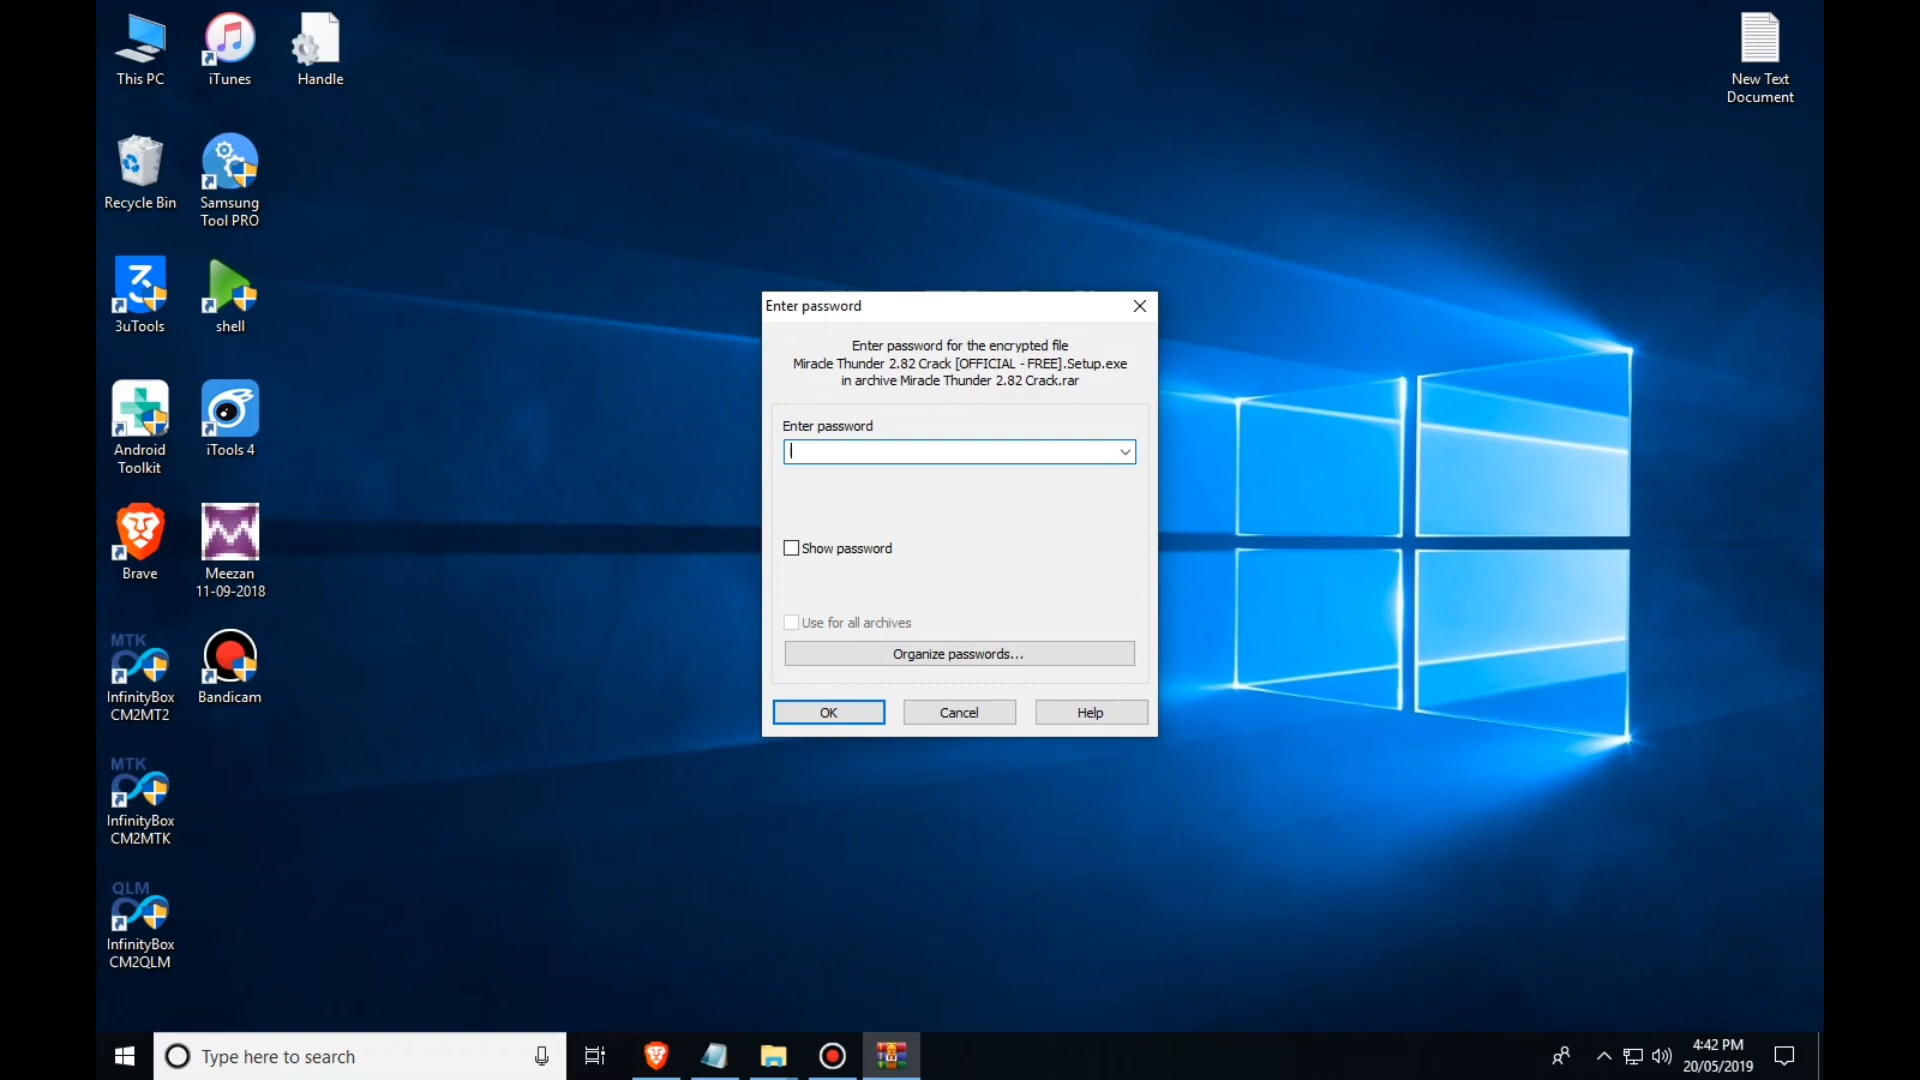 This PC
iTunes
Handle
New Text
Document
Recycle Bin
Samsung
Tool PRO
3uTools
shell
Android
Toolkit
iTools 4
Brave
Meezan
11-09-2018
MTK
InfinityBox
CM2MT2
Bandicam
MTK
InfinityBox
CM2MTK
QLM
InfinityBox
CM2QLM
Enter password
Enter password for the encrypted file
Miracle Thunder 2.82 Crack [OFFICIAL - FREE].Setup.exe
in archive Miracle Thunder 2.82 Crack.rar
Enter password
Show password
Use for all archives
Organize passwords...
OK
Cancel
Help
Type here to search
4:42 PM
20/05/2019